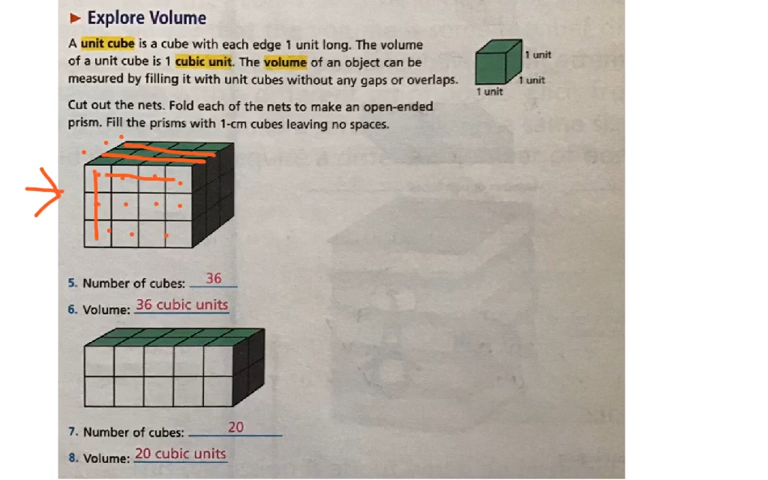 ► Explore Volume
A unit cube is a cube with each edge 1 unit long. The volume
of a unit cube is 1 cubic unit. The volume of an object can be
measured by filling it with unit cubes without any gaps or overlaps.
1 unit
1 unit
1 unit
Cut out the nets. Fold each of the nets to make an open-ended
prism. Fill the prisms with 1-cm cubes leaving no spaces.
5. Number of cubes: 36
6. Volume: 36 cubic units
7. Number of cubes: 20
8. Volume: 20 cubic units